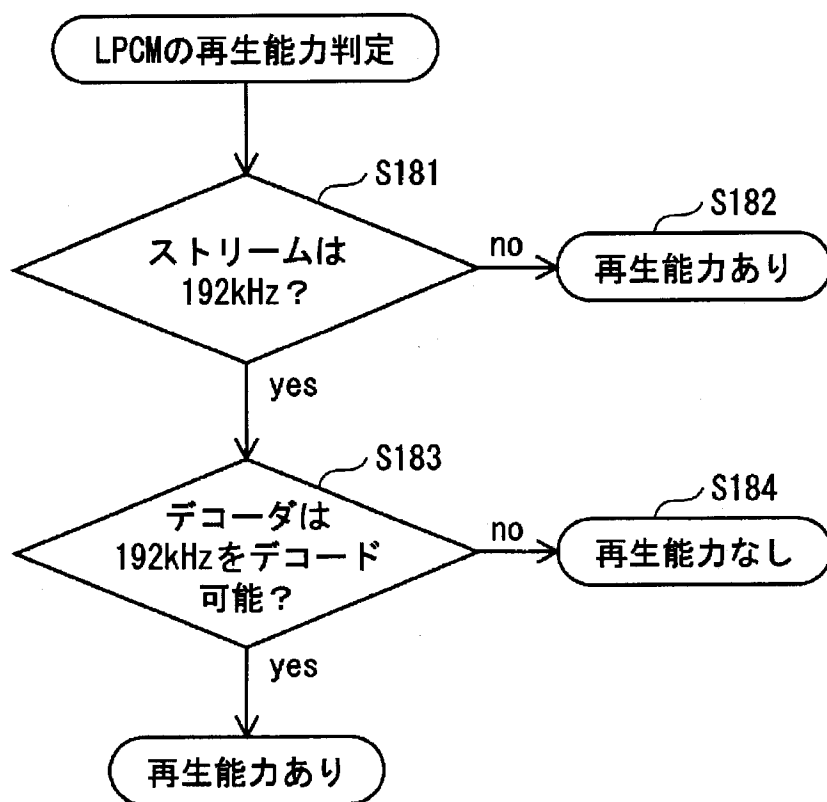 LPCMの再生能力判定
S181
ストリームは
192kHz？
no
S182
再生能力あり
yes
S183
デコーダは
192kHzをデコード
可能？
no
S184
再生能力なし
yes
再生能力あり